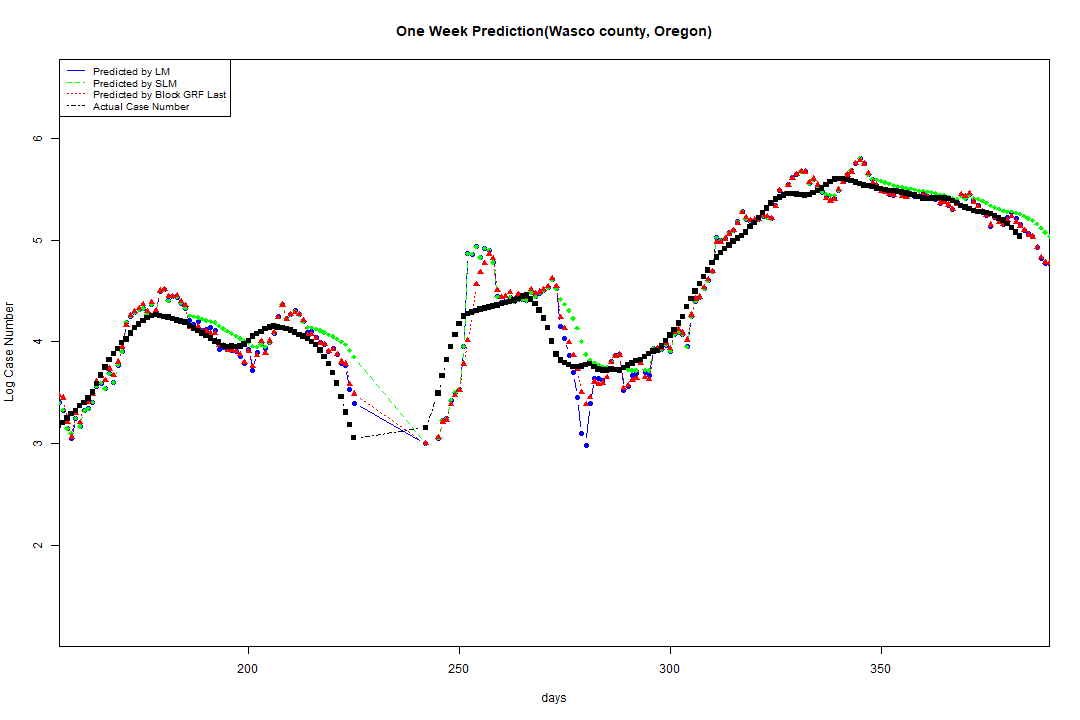 One Week Prediction(Wasco county, Oregon)
Predicted by LM
Predicted by SLM
Predicted by Block GRF Last
Actual Case Number
6
5
4
3
2
Log Case Number
200
250
300
350
days